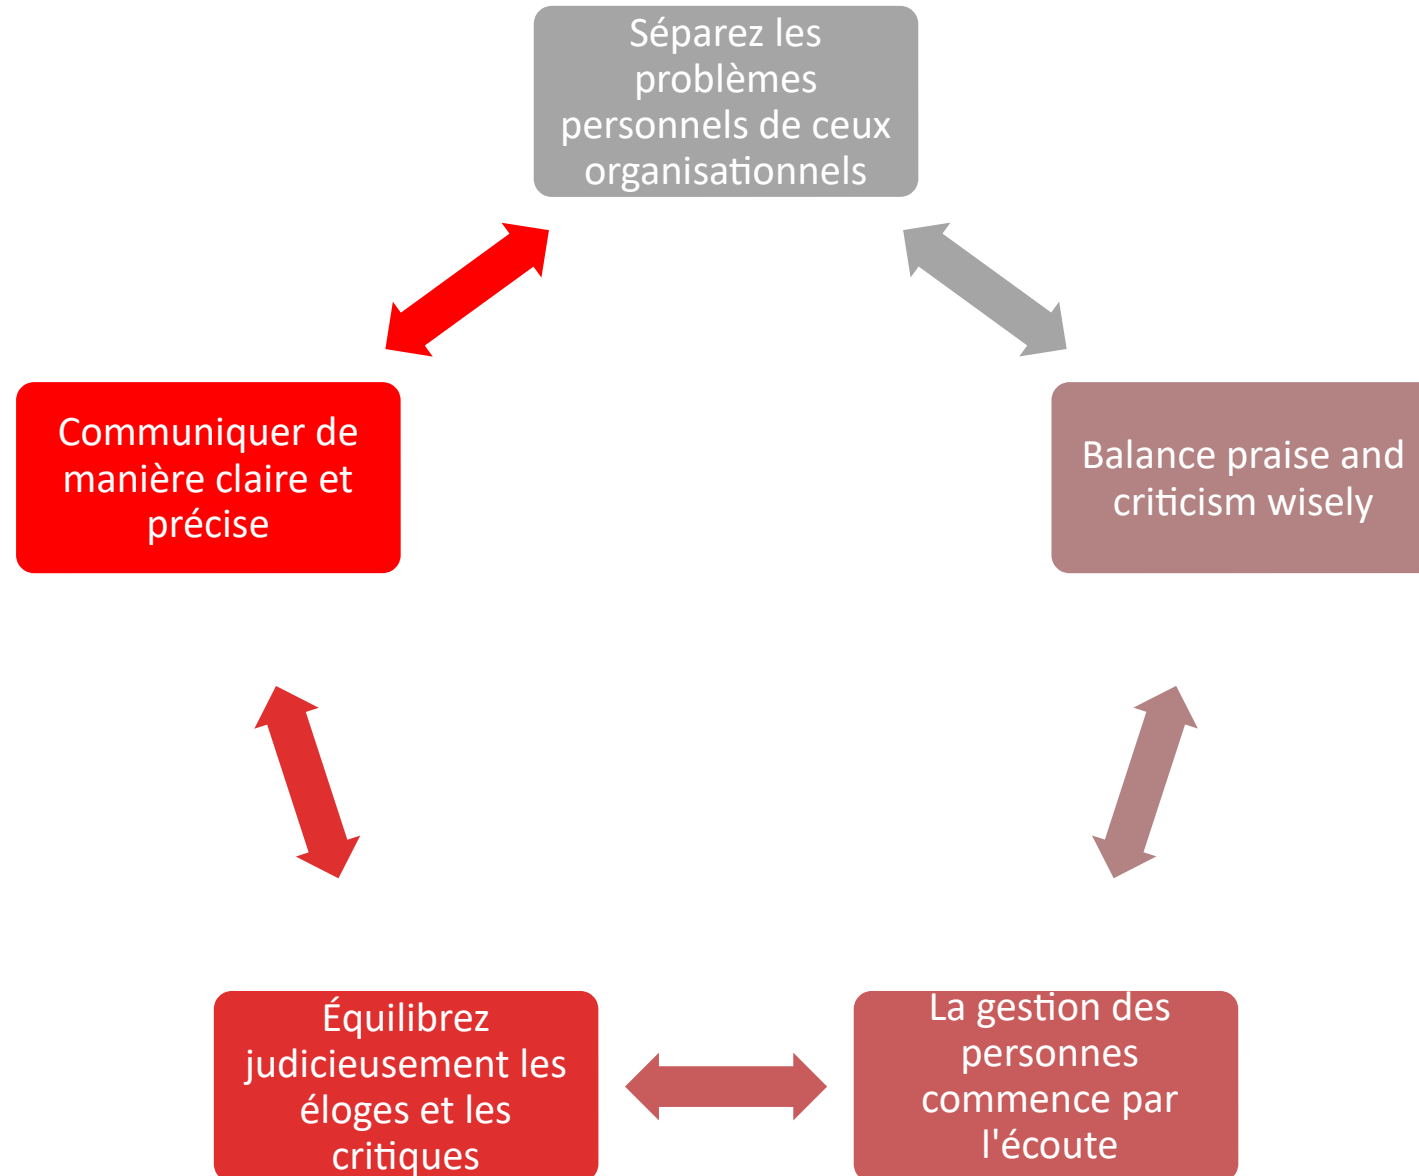 Séparez les
problèmes
personnels de ceux
organisationnels
Balance praise and
criticism wisely
La gestion des
personnes
commence par
l'écoute
Équilibrez
judicieusement les
éloges et les
critiques
Communiquer de
manière claire et
précise